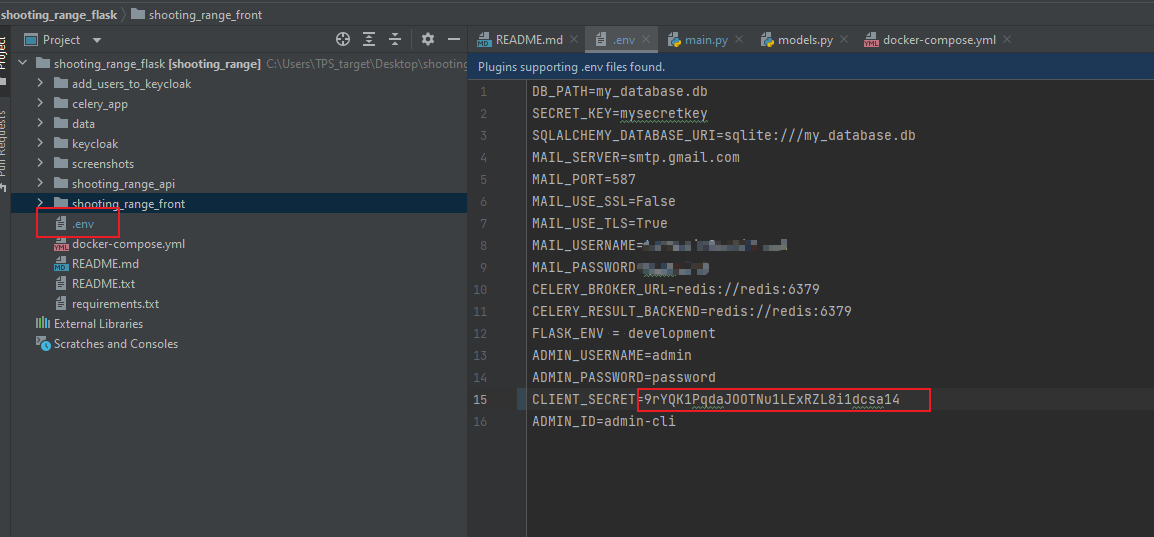 shooting_range_flask shooting_range_front
Project
README.md .env main.py models.py docker-compose.yml
Project
Pull Requests
shooting_range_flask [shooting_range] C:\Users\TPS_target\Desktop\shooting
add_users_to_keycloak
celery_app
data
keycloak
screenshots
shooting_range_api
shooting_range_front
.env
docker-compose.yml
README.md
README.txt
requirements.txt
External Libraries
Scratches and Consoles
Plugins supporting .env files found.
1 DB_PATH=my_database.db
2 SECRET_KEY=mysecretkey
3 SQLALCHEMY_DATABASE_URI=sqlite:///my_database.db
4 MAIL_SERVER=smtp.gmail.com
5 MAIL_PORT=587
6 MAIL_USE_SSL=False
7 MAIL_USE_TLS=True
8 MAIL_USERNAME=
9 MAIL_PASSWORD
10 CELERY_BROKER_URL=redis://redis:6379
11 CELERY_RESULT_BACKEND=redis://redis:6379
12 FLASK_ENV = development
13 ADMIN_USERNAME=admin
14 ADMIN_PASSWORD=password
15 CLIENT_SECRET=9rYQK1PqdaJOOTNu1LExRZL8i1dcsa14
16 ADMIN_ID=admin-cli